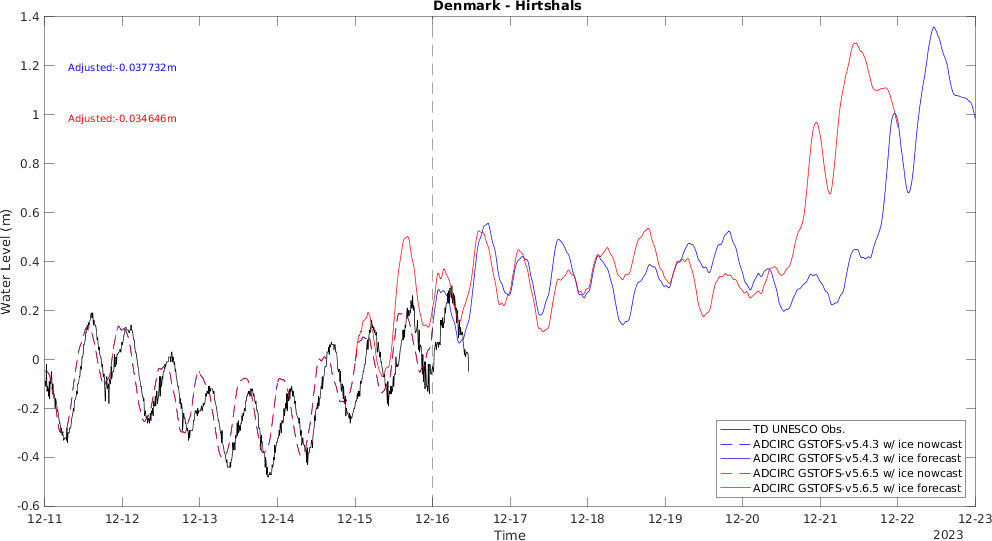 Denmark - Hirtshals
1.4
1.2
1
0.8
0.6
0.4
0.2
0
-0.2
-0.4
-0.6
Water Level (m)
Adjusted:-0.037732m
Adjusted:-0.034646m
TD UNESCO Obs.
ADCIRC GSTOFS-v5.4.3 w/ ice nowcast
ADCIRC GSTOFS-v5.4.3 w/ ice forecast
ADCIRC GSTOFS-v5.6.5 w/ ice nowcast
ADCIRC GSTOFS-v5.6.5 w/ ice forecast
12-11 12-12 12-13 12-14 12-15 12-16 12-17 12-18 12-19 12-20 12-21 12-22 12-23
Time
2023